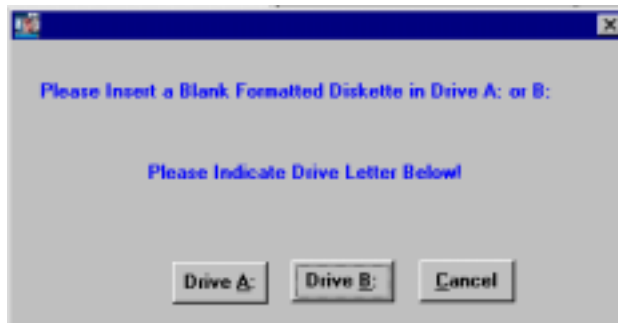 Please Insert a Blank Formatted Diskette in Drive A: or B:
Please Indicate Drive Letter Below!
Drive A: Drive B: Cancel